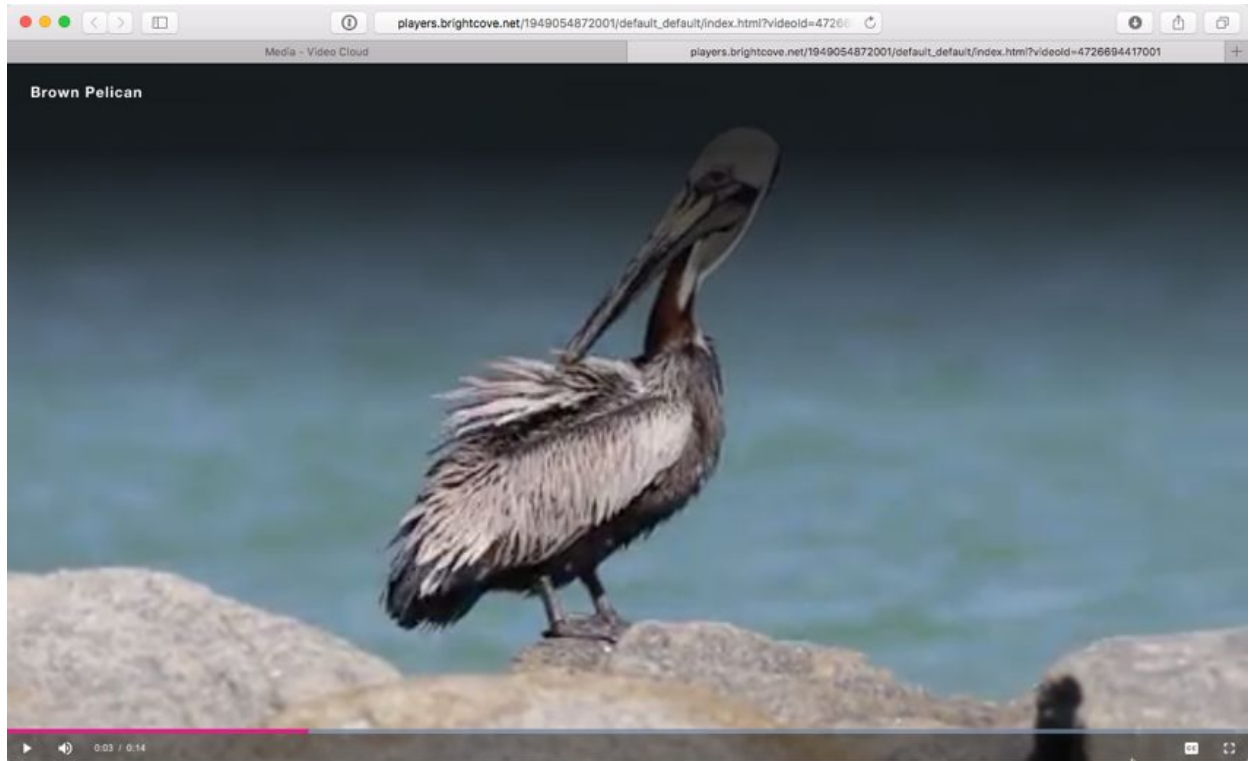 players.brightcove.net/1949054872001/default_default/index.html?videoId=4726
Media - Video Cloud
players.brightcove.net/1949054872001/default_default/index.html?videoId=4726694417001
Brown Pelican
0:03 / 0:14
CC